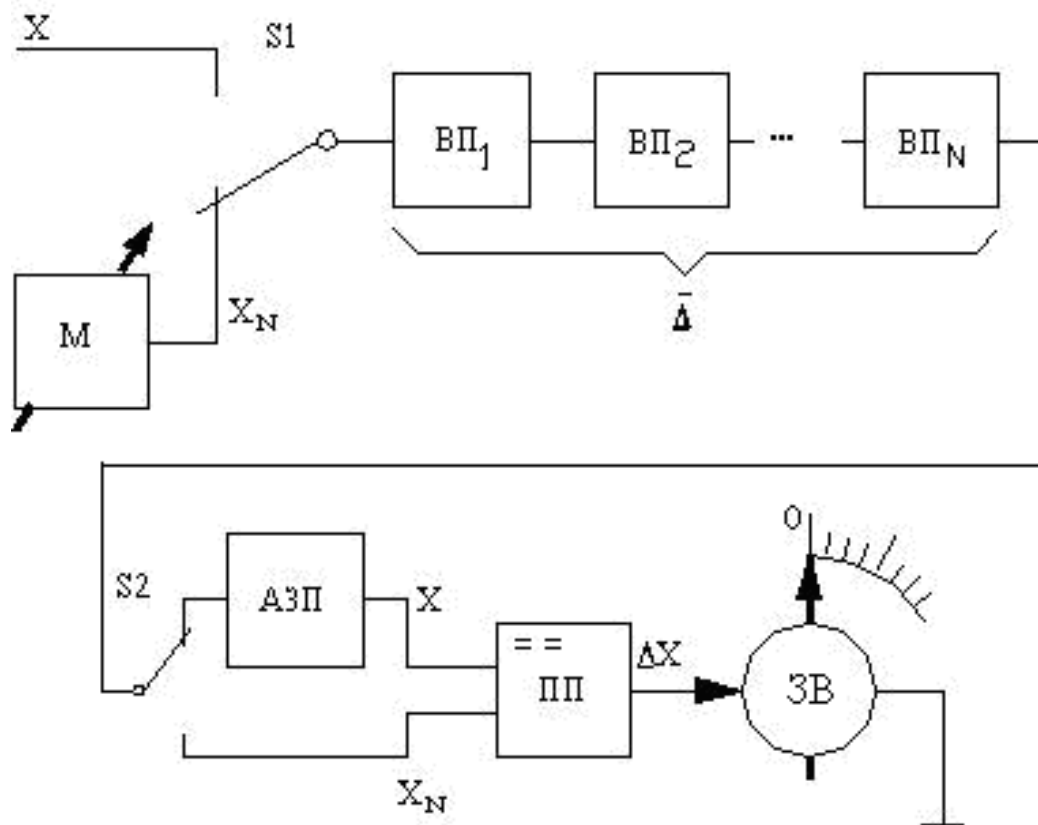 X
S1
ВП1
ВП2
...
ВПN
М
XN
Δ̄
S2
АЗП
X
= =
ПП
ΔX
0
ЗВ
XN